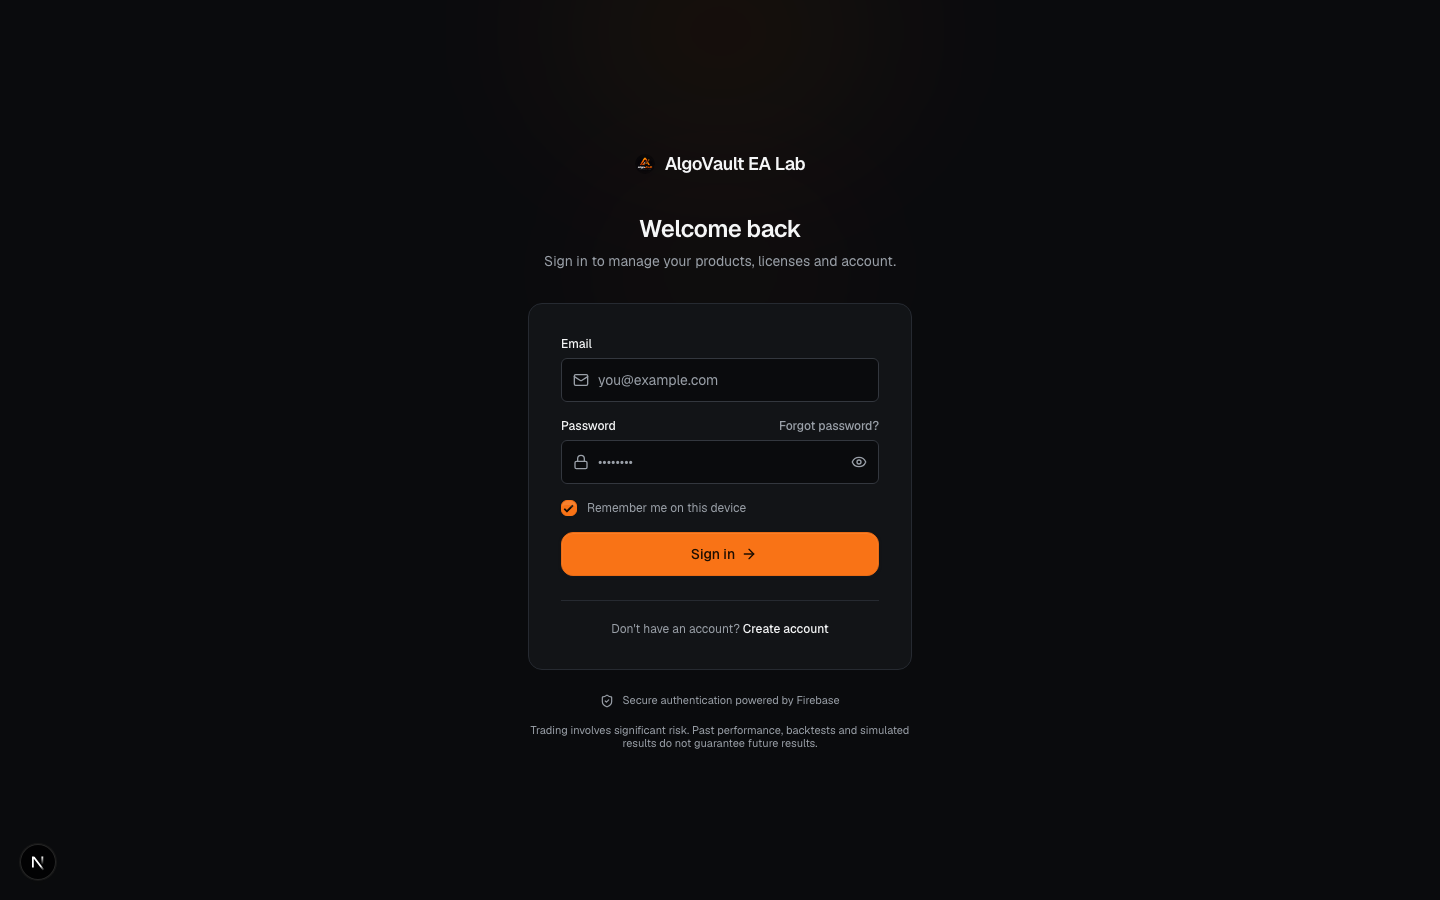 AlgoVault EA Lab
Welcome back
Sign in to manage your products, licenses and account.
Email
you@example.com
Password
Forgot password?
••••••••
Remember me on this device
Sign in →
Don't have an account? Create account
Secure authentication powered by Firebase
Trading involves significant risk. Past performance, backtests and simulated
results do not guarantee future results.
N